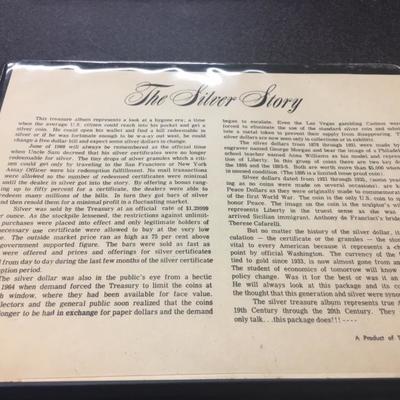 The Silver Story
This treasure album represents a look at a bygone era; a time
when the average U.S. citizen could reach into his pocket and get a
silver coin. He could open his wallet and find a bill redeemable in
silver or if he was fortunate enough to be w-a-ay out west, he could
change a five dollar bill and expect some silver dollars in change.
June of 1968 will always be remembered as the official time
when Uncle Sam decreed that his silver certificates were no longer
redeemable for silver. The tiny drops of silver granules which a citi-
zen could get only by traveling to the San Francisco or New York
Assay Offices were his redemption fulfillment. No mail transactions
were allowed so the number of redeemed certificates were minimal
until the dealer in silver got into the story. By offering a bonus rang-
ing up to fifty percent for a certificate, the dealers were able to
redeem many millions of the bills. In turn they got bars of silver
and then resold them for a minimal profit in a fluctuating market.
Silver was sold by the Treasury at an official rate of $1.29099
r ounce. As the stockpile lessened, the restrictions against unlimit-
purchases were placed into effect and only legitimate holders of
necessary use certificate were allowed to buy at the very low
ice. The outside market price ran as high as 75 per cent above
government supported figure. The bars were sold as fast as
were offered and prices and offerings for silver certificates
d from day to day during the last few months of the silver certificate
mption period.
The silver dollar was also in the public's eye from a hectic
1964 when demand forced the Treasury to limit the coins at
h window, where they had been available for face value.
llectors and the general public soon realized that the coins
longer to be had in exchange for paper dollars and the demand
began to escalate. Even the Las Vegas gambling Casinos were
forced to eliminate the use of the standard silver coin and substi-
tute a metal token to prevent their supply from disappearing. T
silver dollars are now seen only in collections or in exhibit.
The silver dollars from 1878 through 1921, were made by
engraver named George Morgan and bear the image of a Philadelph
school teacher named Anna Williams as his model, and repres
tion of Liberty. In this group of coins there are two key da
the 1895 and the 1893-S. Both are worth more than $5,000 when
in unused condition. (The 1895 is a limited issue proof coin)
Silver dollars dated from 1921 through 1935, (some years
ing as no coins were made on several occasions). are k
Peace Dollars as they were originally made to commemorate
of the first World War. The coin is the only U.S. coin to
honor Peace. The image on the coin is the sculptor's wif
represents Liberty in the truest sense as she was
arrived Sicilian immigrant, Anthony de Francisci's bride
Therese Cafarelli.
But no matter the history of the silver dollar, t
culation — the certificate or the granules — the stor
vital to every American because it represents a ch
point by official Washington. The currency of the U
tied to gold since 1933, is now almost gone from an
The student of economics of tomorrow will know
policy change. Was it for the best or was it an
He will always look at this package and its co
the thought that this generation and silver were syno
The silver treasure album represents true A
19th Century through the 20th Century. They
only talk. . .this package does!!! ----
A Product of T